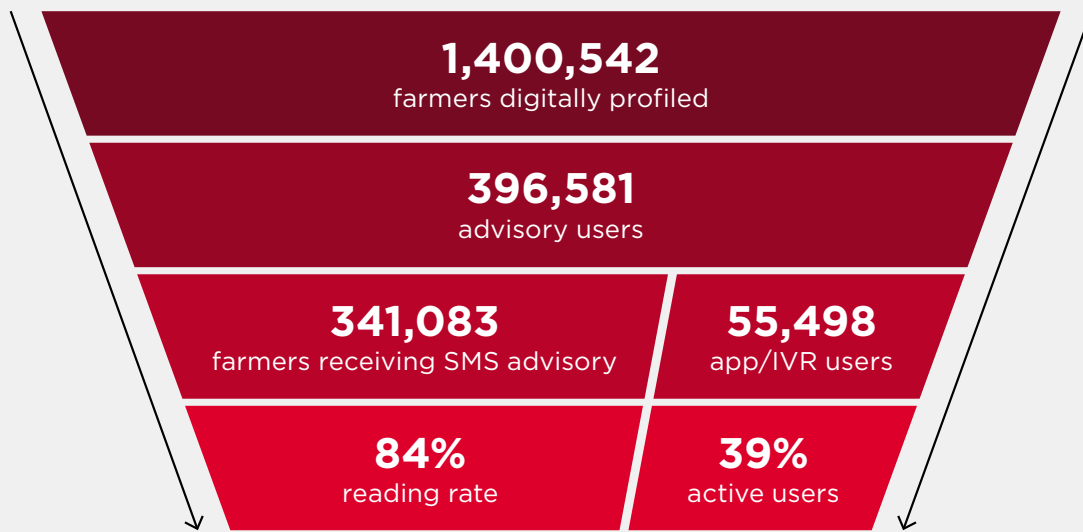 1,400,542
farmers digitally profiled
396,581
advisory users
341,083
farmers receiving SMS advisory
55,498
app/IVR users
84%
reading rate
39%
active users